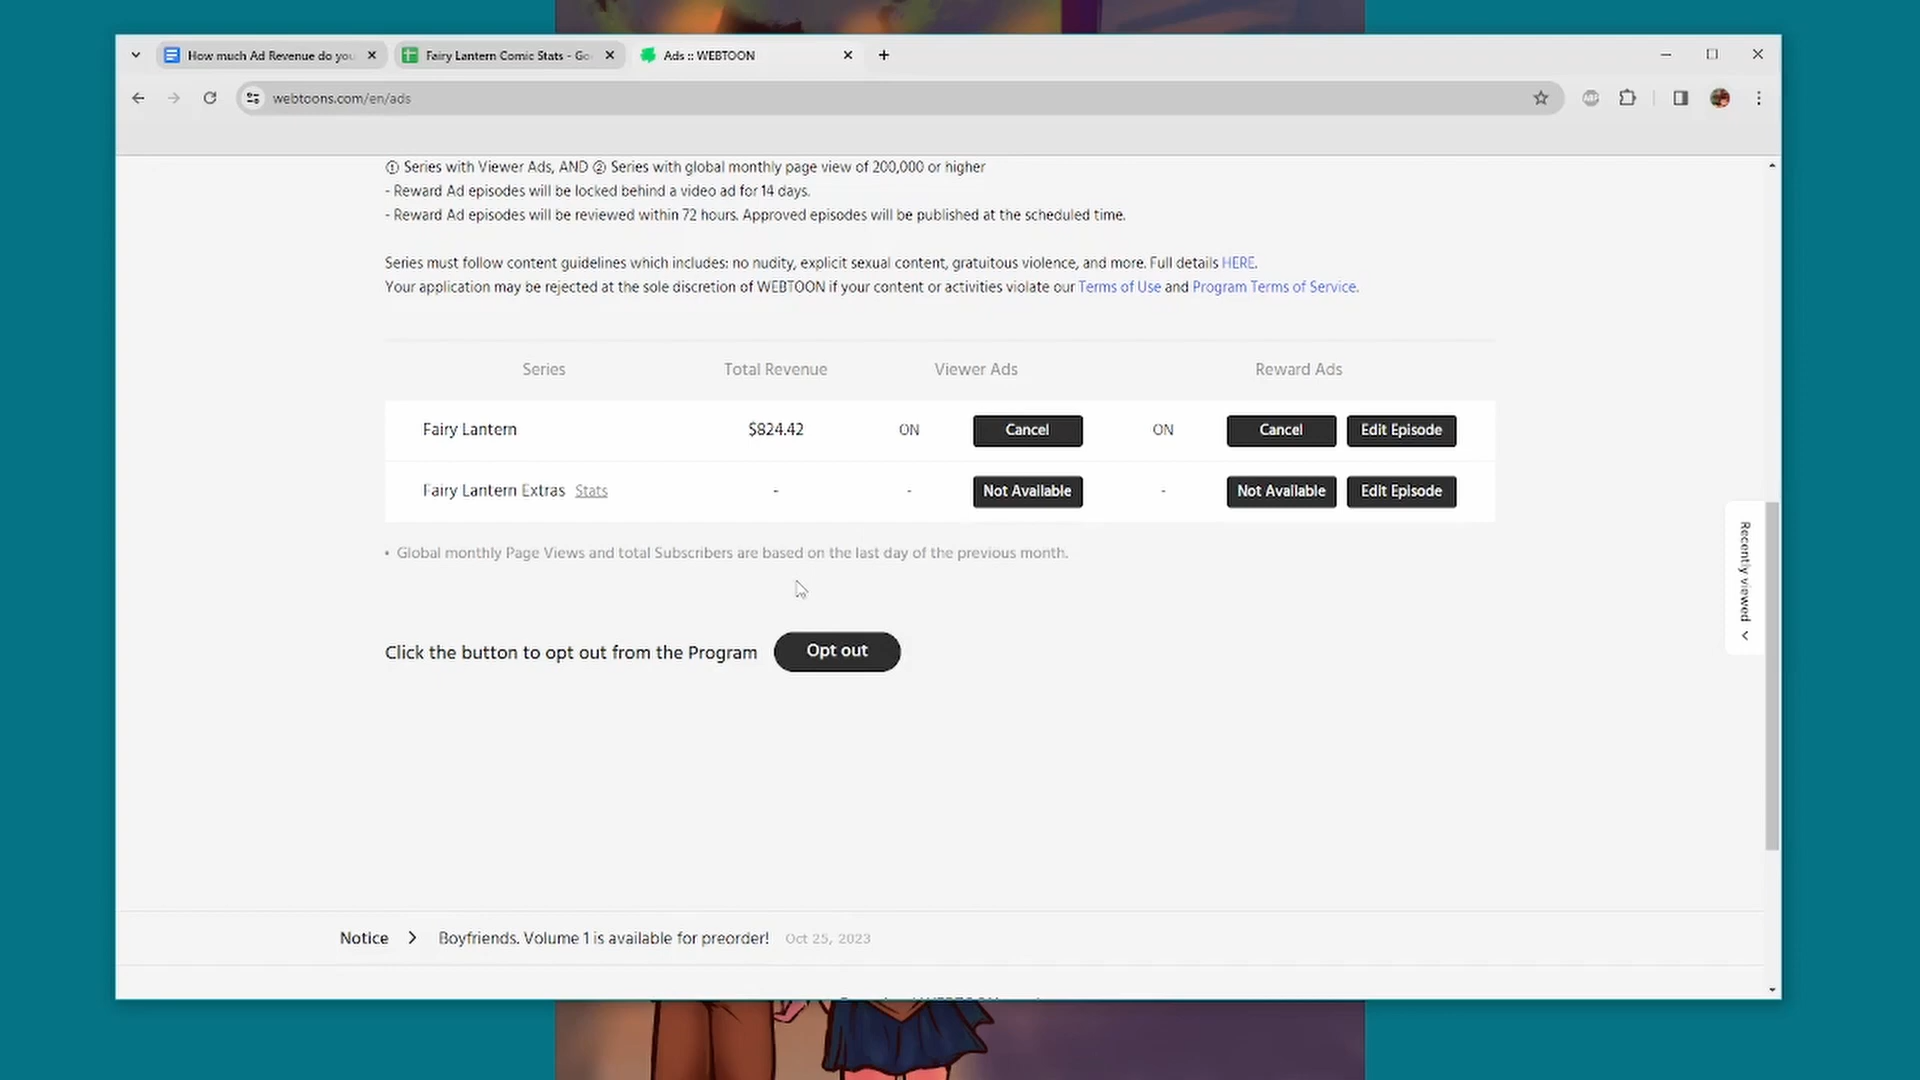 How much Ad Revenue do you
Fairy Lantern Comic Stats - Go
Ads :: WEBTOON
webtoons.com/en/ads
ABP
① Series with Viewer Ads, AND ② Series with global monthly page view of 200,000 or higher
- Reward Ad episodes will be locked behind a video ad for 14 days.
- Reward Ad episodes will be reviewed within 72 hours. Approved episodes will be published at the scheduled time.
Series must follow content guidelines which includes: no nudity, explicit sexual content, gratuitous violence, and more. Full details HERE.
Your application may be rejected at the sole discretion of WEBTOON if your content or activities violate our Terms of Use and Program Terms of Service.
Series Total Revenue Viewer Ads Reward Ads
Fairy Lantern $824.42 ON Cancel ON Cancel Edit Episode
Fairy Lantern Extras Stats - - Not Available - Not Available Edit Episode
• Global monthly Page Views and total Subscribers are based on the last day of the previous month.
Recently viewed
Click the button to opt out from the Program Opt out
Notice > Boyfriends. Volume 1 is available for preorder! Oct 25, 2023